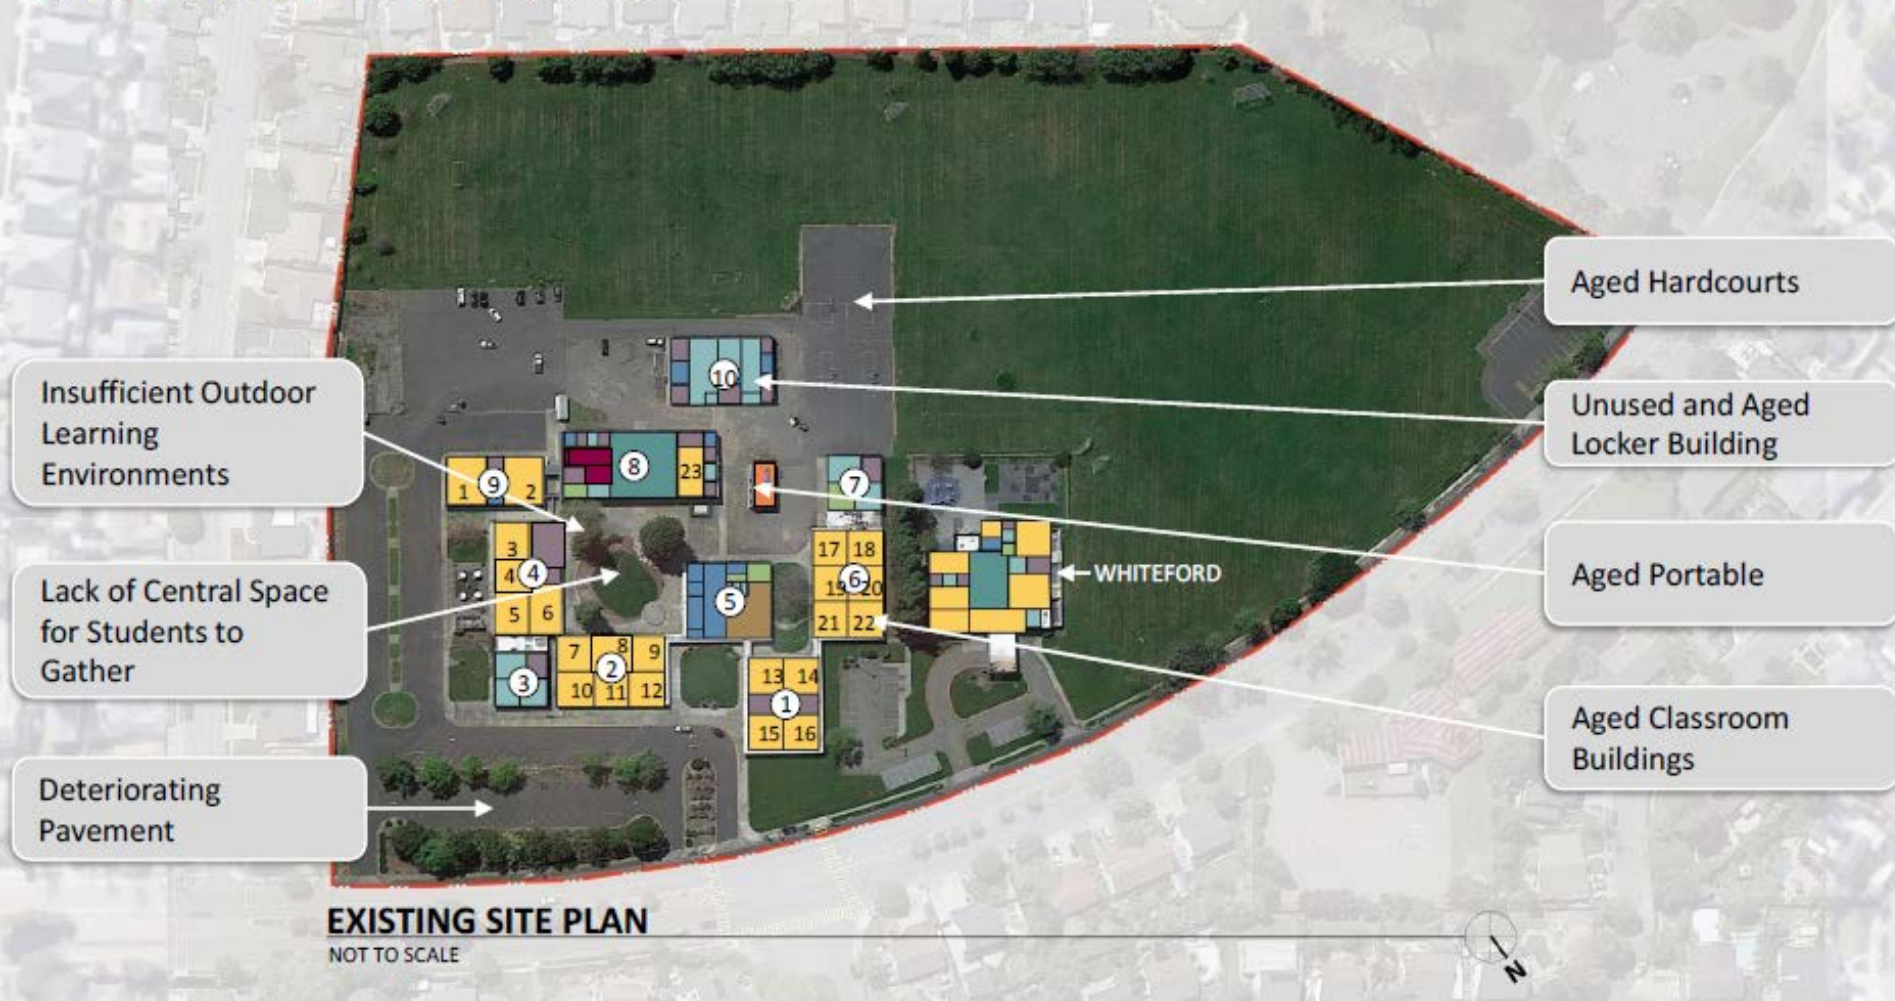 Aged Hardcourts
Insufficient Outdoor
Learning
Environments
Unused and Aged
Locker Building
10
8
23
1
9
2
7
3
4
4
5
6
17
18
19
6
20
21
22
5
WHITEFORD
Aged Portable
Lack of Central Space
for Students to
Gather
7
8
9
2
10
11
12
3
13
14
1
15
16
Aged Classroom
Buildings
Deteriorating
Pavement
EXISTING SITE PLAN
NOT TO SCALE
N